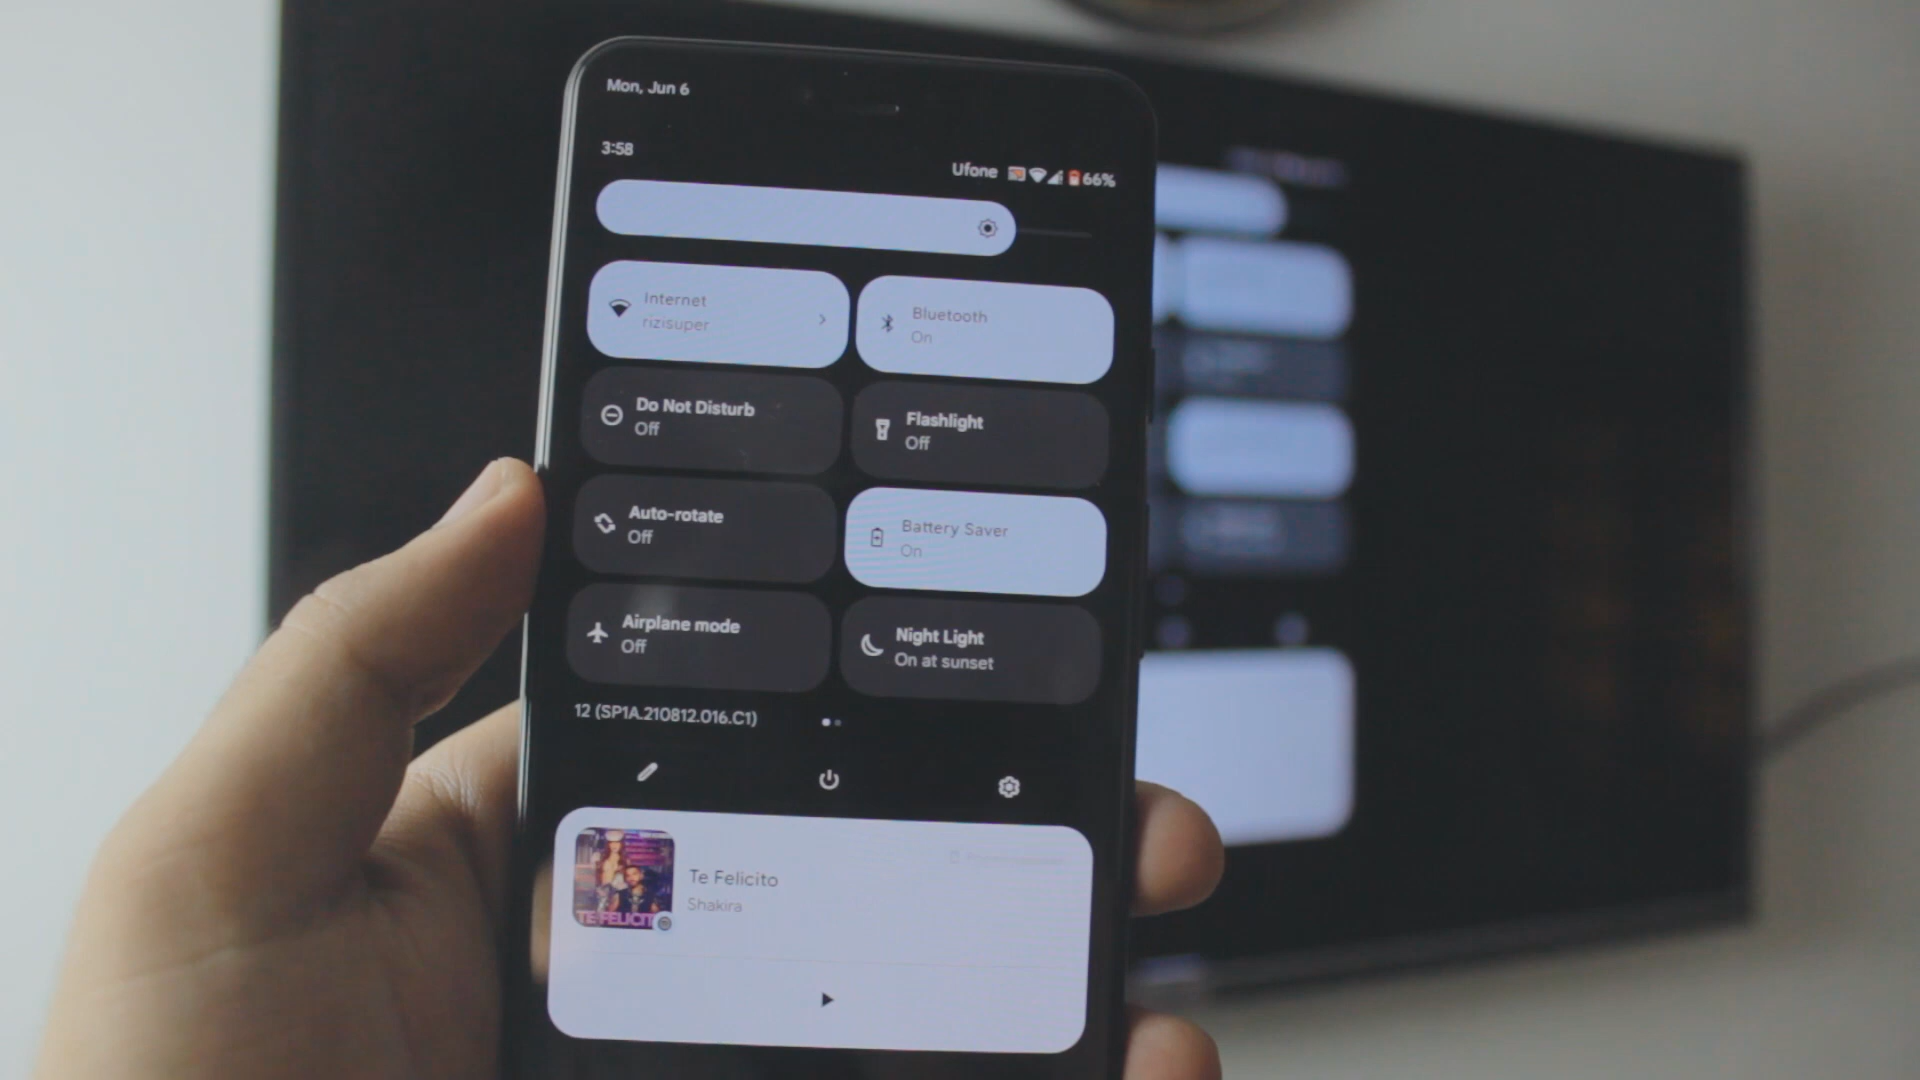 Mon, Jun 6
3:58
Ufone 66%
Internet
rizisuper
Bluetooth
On
Do Not Disturb
Off
Flashlight
Off
Auto-rotate
Off
Battery Saver
On
Airplane mode
Off
Night Light
On at sunset
12 (SP1A.210812.016.C1)
Te Felicito
Shakira
TE FELICIT